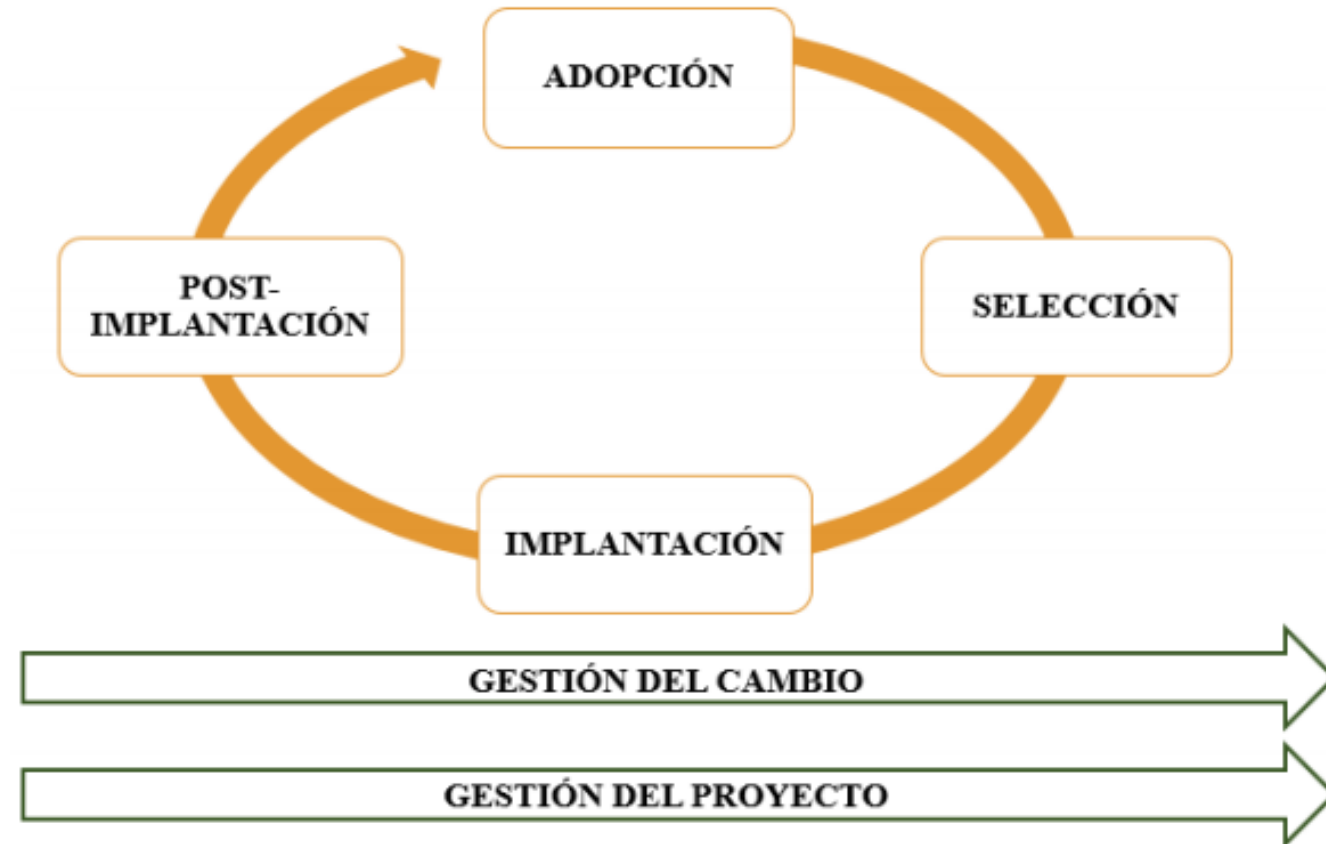 ADOPCIÓN
POST-
IMPLANTACIÓN
SELECCIÓN
IMPLANTACIÓN
GESTIÓN DEL CAMBIO
GESTIÓN DEL PROYECTO